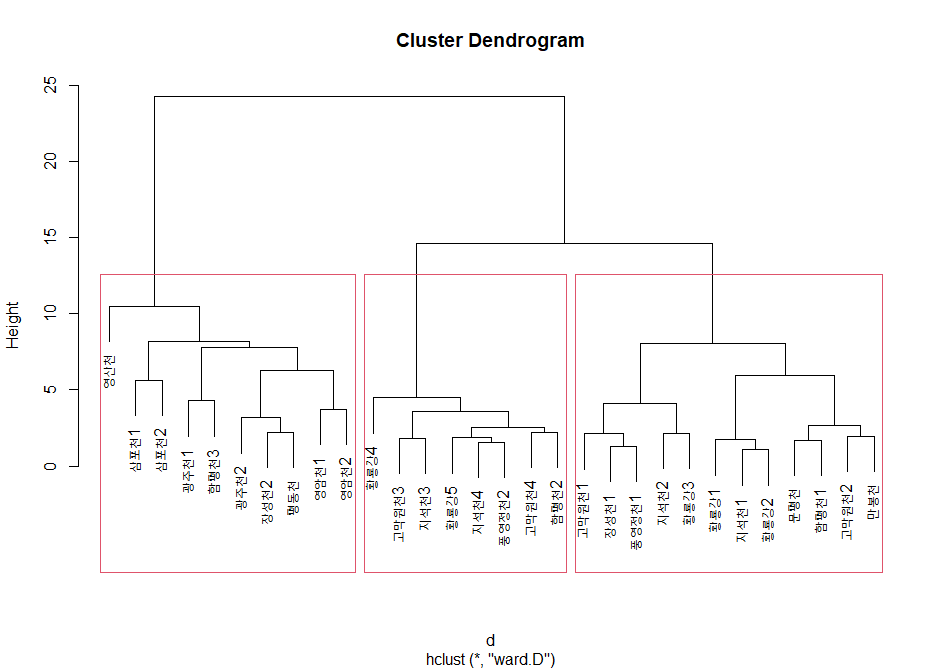 Cluster Dendrogram
Height
25
20
15
10
5
0
영산천
삼포천1
삼포천2
광주천1
함평천3
광주천2
장성천2
평동천
영암천1
영암천2
황룡강4
고막원천3
지석천3
황룡강5
지석천4
풍영정천2
고막원천4
함평천2
고막원천1
장성천1
풍영정천1
지석천2
황룡강3
황룡강1
지석천1
황룡강2
문평천
함평천1
고막원천2
만봉천
d
hclust (*, "ward.D")